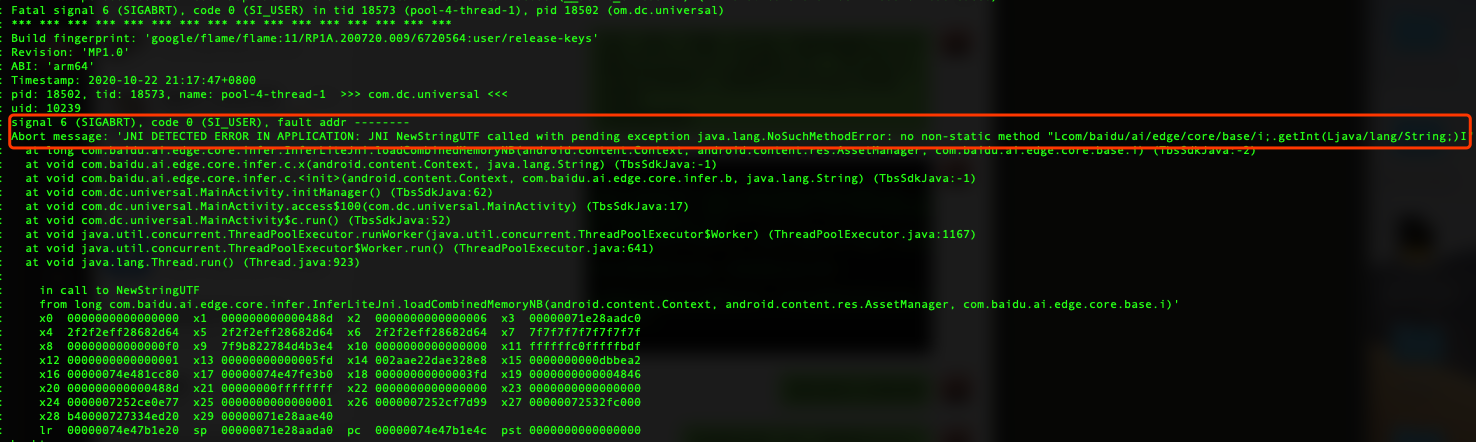 : Fatal signal 6 (SIGABRT), code 0 (SI_USER) in tid 18573 (pool-4-thread-1), pid 18502 (om.dc.universal)
: *** *** *** *** *** *** *** *** *** *** *** *** *** *** *** ***
: Build fingerprint: 'google/flame/flame:11/RP1A.200720.009/6720564:user/release-keys'
: Revision: 'MP1.0'
: ABI: 'arm64'
: Timestamp: 2020-10-22 21:17:47+0800
: pid: 18502, tid: 18573, name: pool-4-thread-1 >>> com.dc.universal <<<
: uid: 10239
: signal 6 (SIGABRT), code 0 (SI_USER), fault addr --------
: Abort message: 'JNI DETECTED ERROR IN APPLICATION: JNI NewStringUTF called with pending exception java.lang.NoSuchMethodError: no non-static method "Lcom/baidu/ai/edge/core/base/i;.getInt(Ljava/lang/String;)I
: at long com.baidu.ai.edge.core.infer.InferLiteJni.loadCombinedMemoryNB(android.content.Context, android.content.res.AssetManager, com.baidu.ai.edge.core.base.i) (TbsSdkJava:-2)
: at void com.baidu.ai.edge.core.infer.c.x(android.content.Context, java.lang.String) (TbsSdkJava:-1)
: at void com.baidu.ai.edge.core.infer.c.<init>(android.content.Context, com.baidu.ai.edge.core.infer.b, java.lang.String) (TbsSdkJava:-1)
: at void com.dc.universal.MainActivity.initManager() (TbsSdkJava:62)
: at void com.dc.universal.MainActivity.access$100(com.dc.universal.MainActivity) (TbsSdkJava:17)
: at void com.dc.universal.MainActivity$c.run() (TbsSdkJava:52)
: at void java.util.concurrent.ThreadPoolExecutor.runWorker(java.util.concurrent.ThreadPoolExecutor$Worker) (ThreadPoolExecutor.java:1167)
: at void java.util.concurrent.ThreadPoolExecutor$Worker.run() (ThreadPoolExecutor.java:641)
: at void java.lang.Thread.run() (Thread.java:923)
:
: in call to NewStringUTF
: from long com.baidu.ai.edge.core.infer.InferLiteJni.loadCombinedMemoryNB(android.content.Context, android.content.res.AssetManager, com.baidu.ai.edge.core.base.i)'
: x0 0000000000000000 x1 000000000000488d x2 0000000000000006 x3 00000071e28aadc0
: x4 2f2f2eff28682d64 x5 2f2f2eff28682d64 x6 2f2f2eff28682d64 x7 7f7f7f7f7f7f7f7f
: x8 00000000000000f0 x9 7f9b822784d4b3e4 x10 0000000000000000 x11 ffffffc0fffffbdf
: x12 0000000000000001 x13 00000000000005fd x14 002aae22dae328e8 x15 0000000000dbbea2
: x16 00000074e481cc80 x17 00000074e47fe3b0 x18 00000000000003fd x19 0000000000004846
: x20 000000000000488d x21 00000000ffffffff x22 0000000000000000 x23 0000000000000000
: x24 0000007252ce0e77 x25 0000000000000001 x26 0000007252cf7d99 x27 00000072532fc000
: x28 b40000727334ed20 x29 00000071e28aae40
: lr 00000074e47b1e20 sp 00000071e28aada0 pc 00000074e47b1e4c pst 0000000000000000